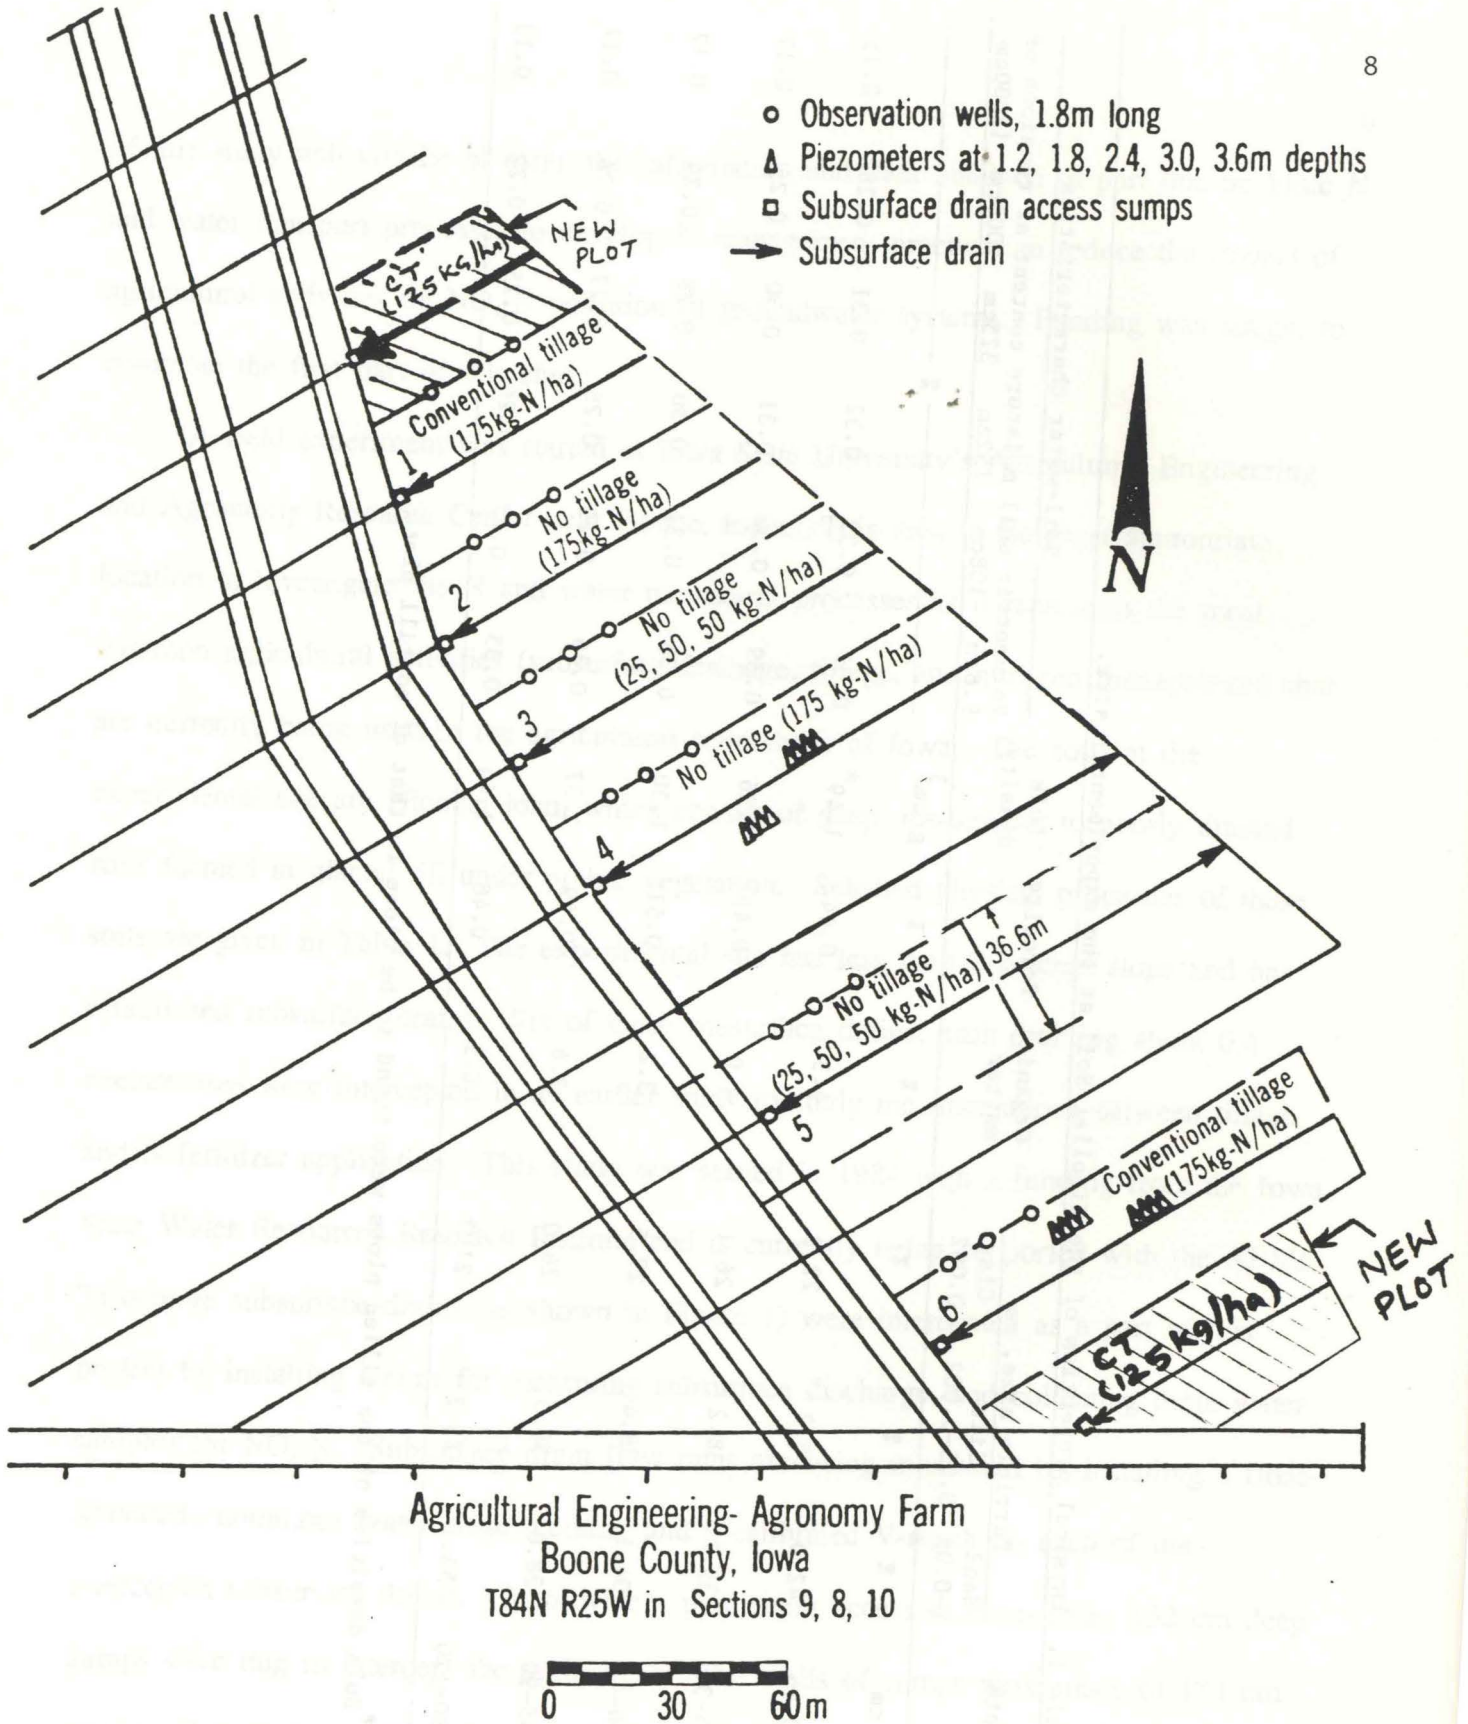 8
Observation wells, 1.8m long
Piezometers at 1.2, 1.8, 2.4, 3.0, 3.6m depths
Subsurface drain access sumps
Subsurface drain
NEW
PLOT
CT
(125 kg/ha)
Conventional tillage
(175kg-N/ha)
1
No tillage
(175kg-N/ha)
2
No tillage
(25, 50, 50 kg-N/ha)
3
No tillage (175 kg-N/ha)
4
N
No tillage
(25, 50, 50 kg-N/ha)
36.6m
5
Conventional tillage
(175kg-N/ha)
6
NEW
PLOT
CT
(125 kg/ha)
Agricultural Engineering- Agronomy Farm
Boone County, Iowa
T84N R25W in Sections 9, 8, 10
0 30 60m